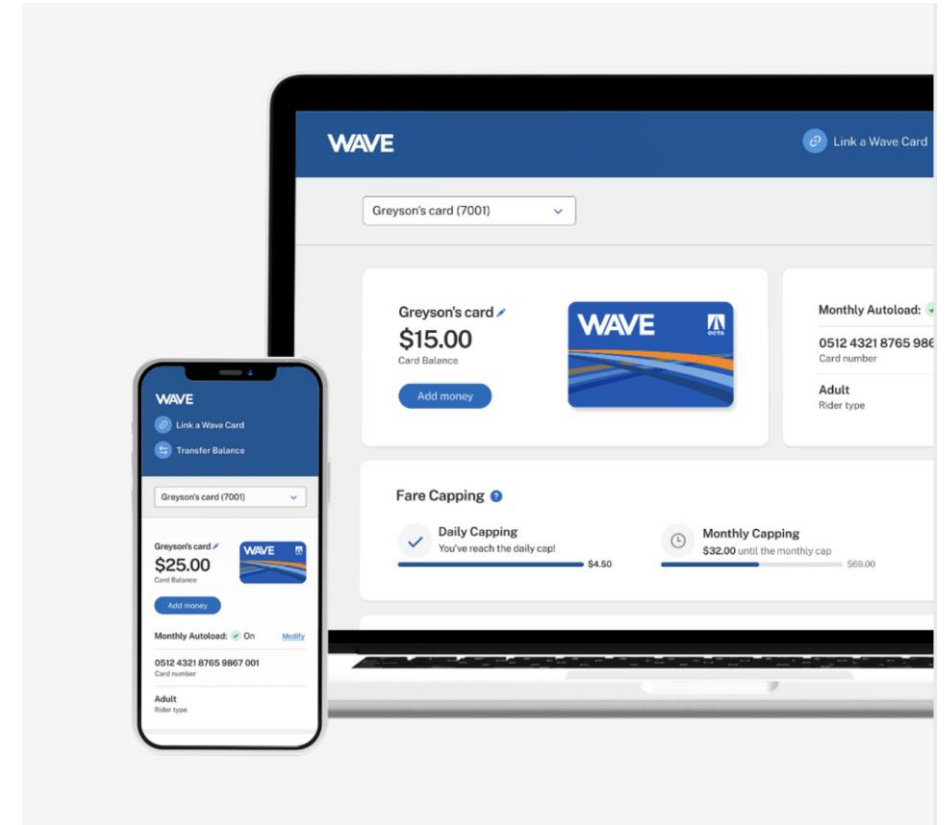 WAVE
Link a Wave Card
Greyson's card (7001)
Greyson's card
$15.00
Card Balance
Add money
WAVE
OCTA
Monthly Autoload:
0512 4321 8765 986
Card number
Adult
Rider type
Fare Capping ?
Daily Capping
You've reach the daily cap!
$4.50
Monthly Capping
$32.00 until the monthly cap
$69.00
WAVE
Link a Wave Card
Transfer Balance
Greyson's card (7001)
Greyson's card
$25.00
Card Balance
Add money
WAVE
Monthly Autoload: On Modify
0512 4321 8765 9867 001
Card number
Adult
Rider type